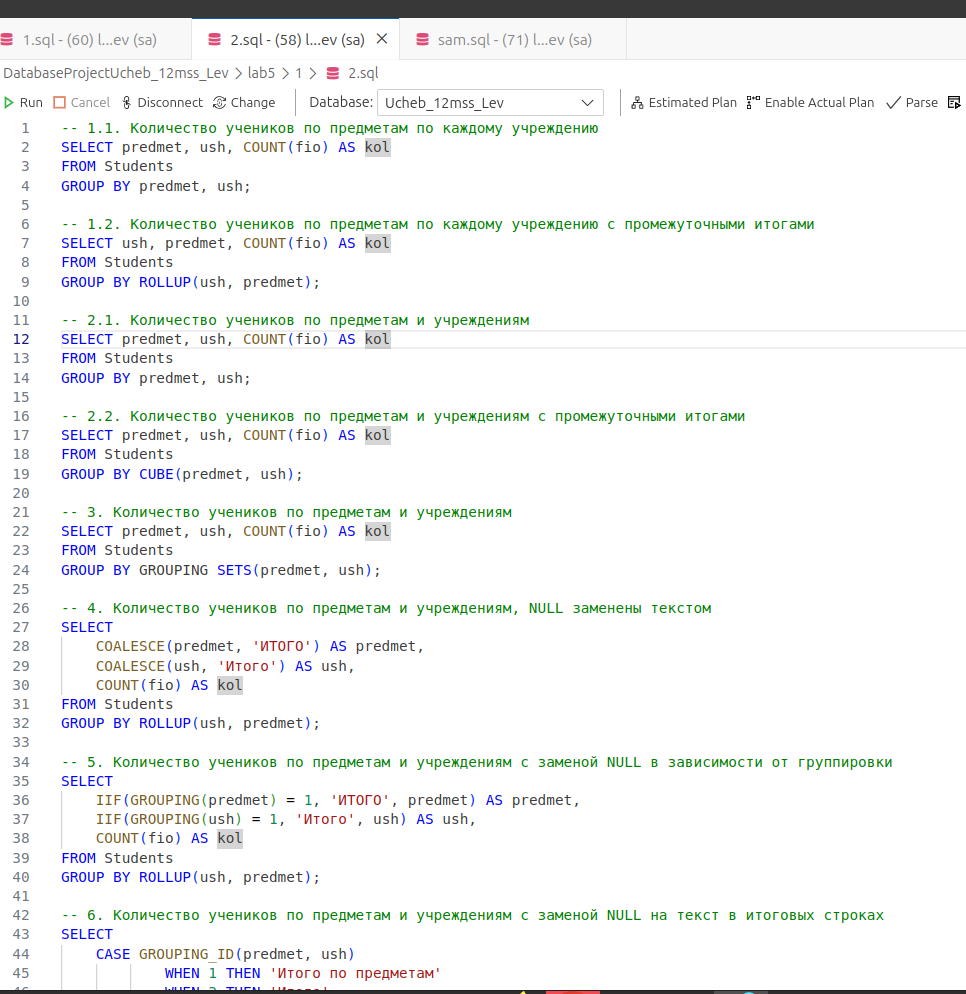 1.sql - (60) l...ev (sa)
2.sql - (58) l...ev (sa)
sam.sql - (71) l...ev (sa)
DatabaseProjectUcheb_12mss_Lev > lab5 > 1 > 2.sql
Run Cancel Disconnect Change Database: Ucheb_12mss_Lev Estimated Plan Enable Actual Plan Parse
1 -- 1.1. Количество учеников по предметам по каждому учреждению
2 SELECT predmet, ush, COUNT(fio) AS kol
3 FROM Students
4 GROUP BY predmet, ush;
5
6 -- 1.2. Количество учеников по предметам по каждому учреждению с промежуточными итогами
7 SELECT ush, predmet, COUNT(fio) AS kol
8 FROM Students
9 GROUP BY ROLLUP(ush, predmet);
10
11 -- 2.1. Количество учеников по предметам и учреждениям
12 SELECT predmet, ush, COUNT(fio) AS kol
13 FROM Students
14 GROUP BY predmet, ush;
15
16 -- 2.2. Количество учеников по предметам и учреждениям с промежуточными итогами
17 SELECT predmet, ush, COUNT(fio) AS kol
18 FROM Students
19 GROUP BY CUBE(predmet, ush);
20
21 -- 3. Количество учеников по предметам и учреждениям
22 SELECT predmet, ush, COUNT(fio) AS kol
23 FROM Students
24 GROUP BY GROUPING SETS(predmet, ush);
25
26 -- 4. Количество учеников по предметам и учреждениям, NULL заменены текстом
27 SELECT
28 COALESCE(predmet, 'ИТОГО') AS predmet,
29 COALESCE(ush, 'Итого') AS ush,
30 COUNT(fio) AS kol
31 FROM Students
32 GROUP BY ROLLUP(ush, predmet);
33
34 -- 5. Количество учеников по предметам и учреждениям с заменой NULL в зависимости от группировки
35 SELECT
36 IIF(GROUPING(predmet) = 1, 'ИТОГО', predmet) AS predmet,
37 IIF(GROUPING(ush) = 1, 'Итого', ush) AS ush,
38 COUNT(fio) AS kol
39 FROM Students
40 GROUP BY ROLLUP(ush, predmet);
41
42 -- 6. Количество учеников по предметам и учреждениям с заменой NULL на текст в итоговых строках
43 SELECT
44 CASE GROUPING_ID(predmet, ush)
45 WHEN 1 THEN 'Итого по предметам'